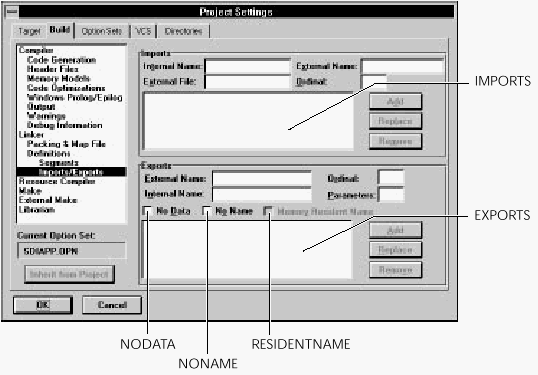 Project Settings
Target Build Option Sets VCS Directories
Compiler
Code Generation
Header Files
Memory Models
Code Optimizations
Windows Prolog/Epilog
Output
Warnings
Debug Information
Linker
Packing & Map File
Definitions
Segments
Imports/Exports
Resource Compiler
Make
External Make
Librarian
Current Option Set:
SDIAPP.OPN
Inherit from Project
Imports
Internal Name: External Name:
External File: Ordinal:
Add
Replace
Remove
IMPORTS
Exports
External Name: Ordinal:
Internal Name: Parameters:
No Data No Name Memory Resident Name
Add
Replace
Remove
EXPORTS
OK Cancel
NODATA
RESIDENTNAME
NONAME